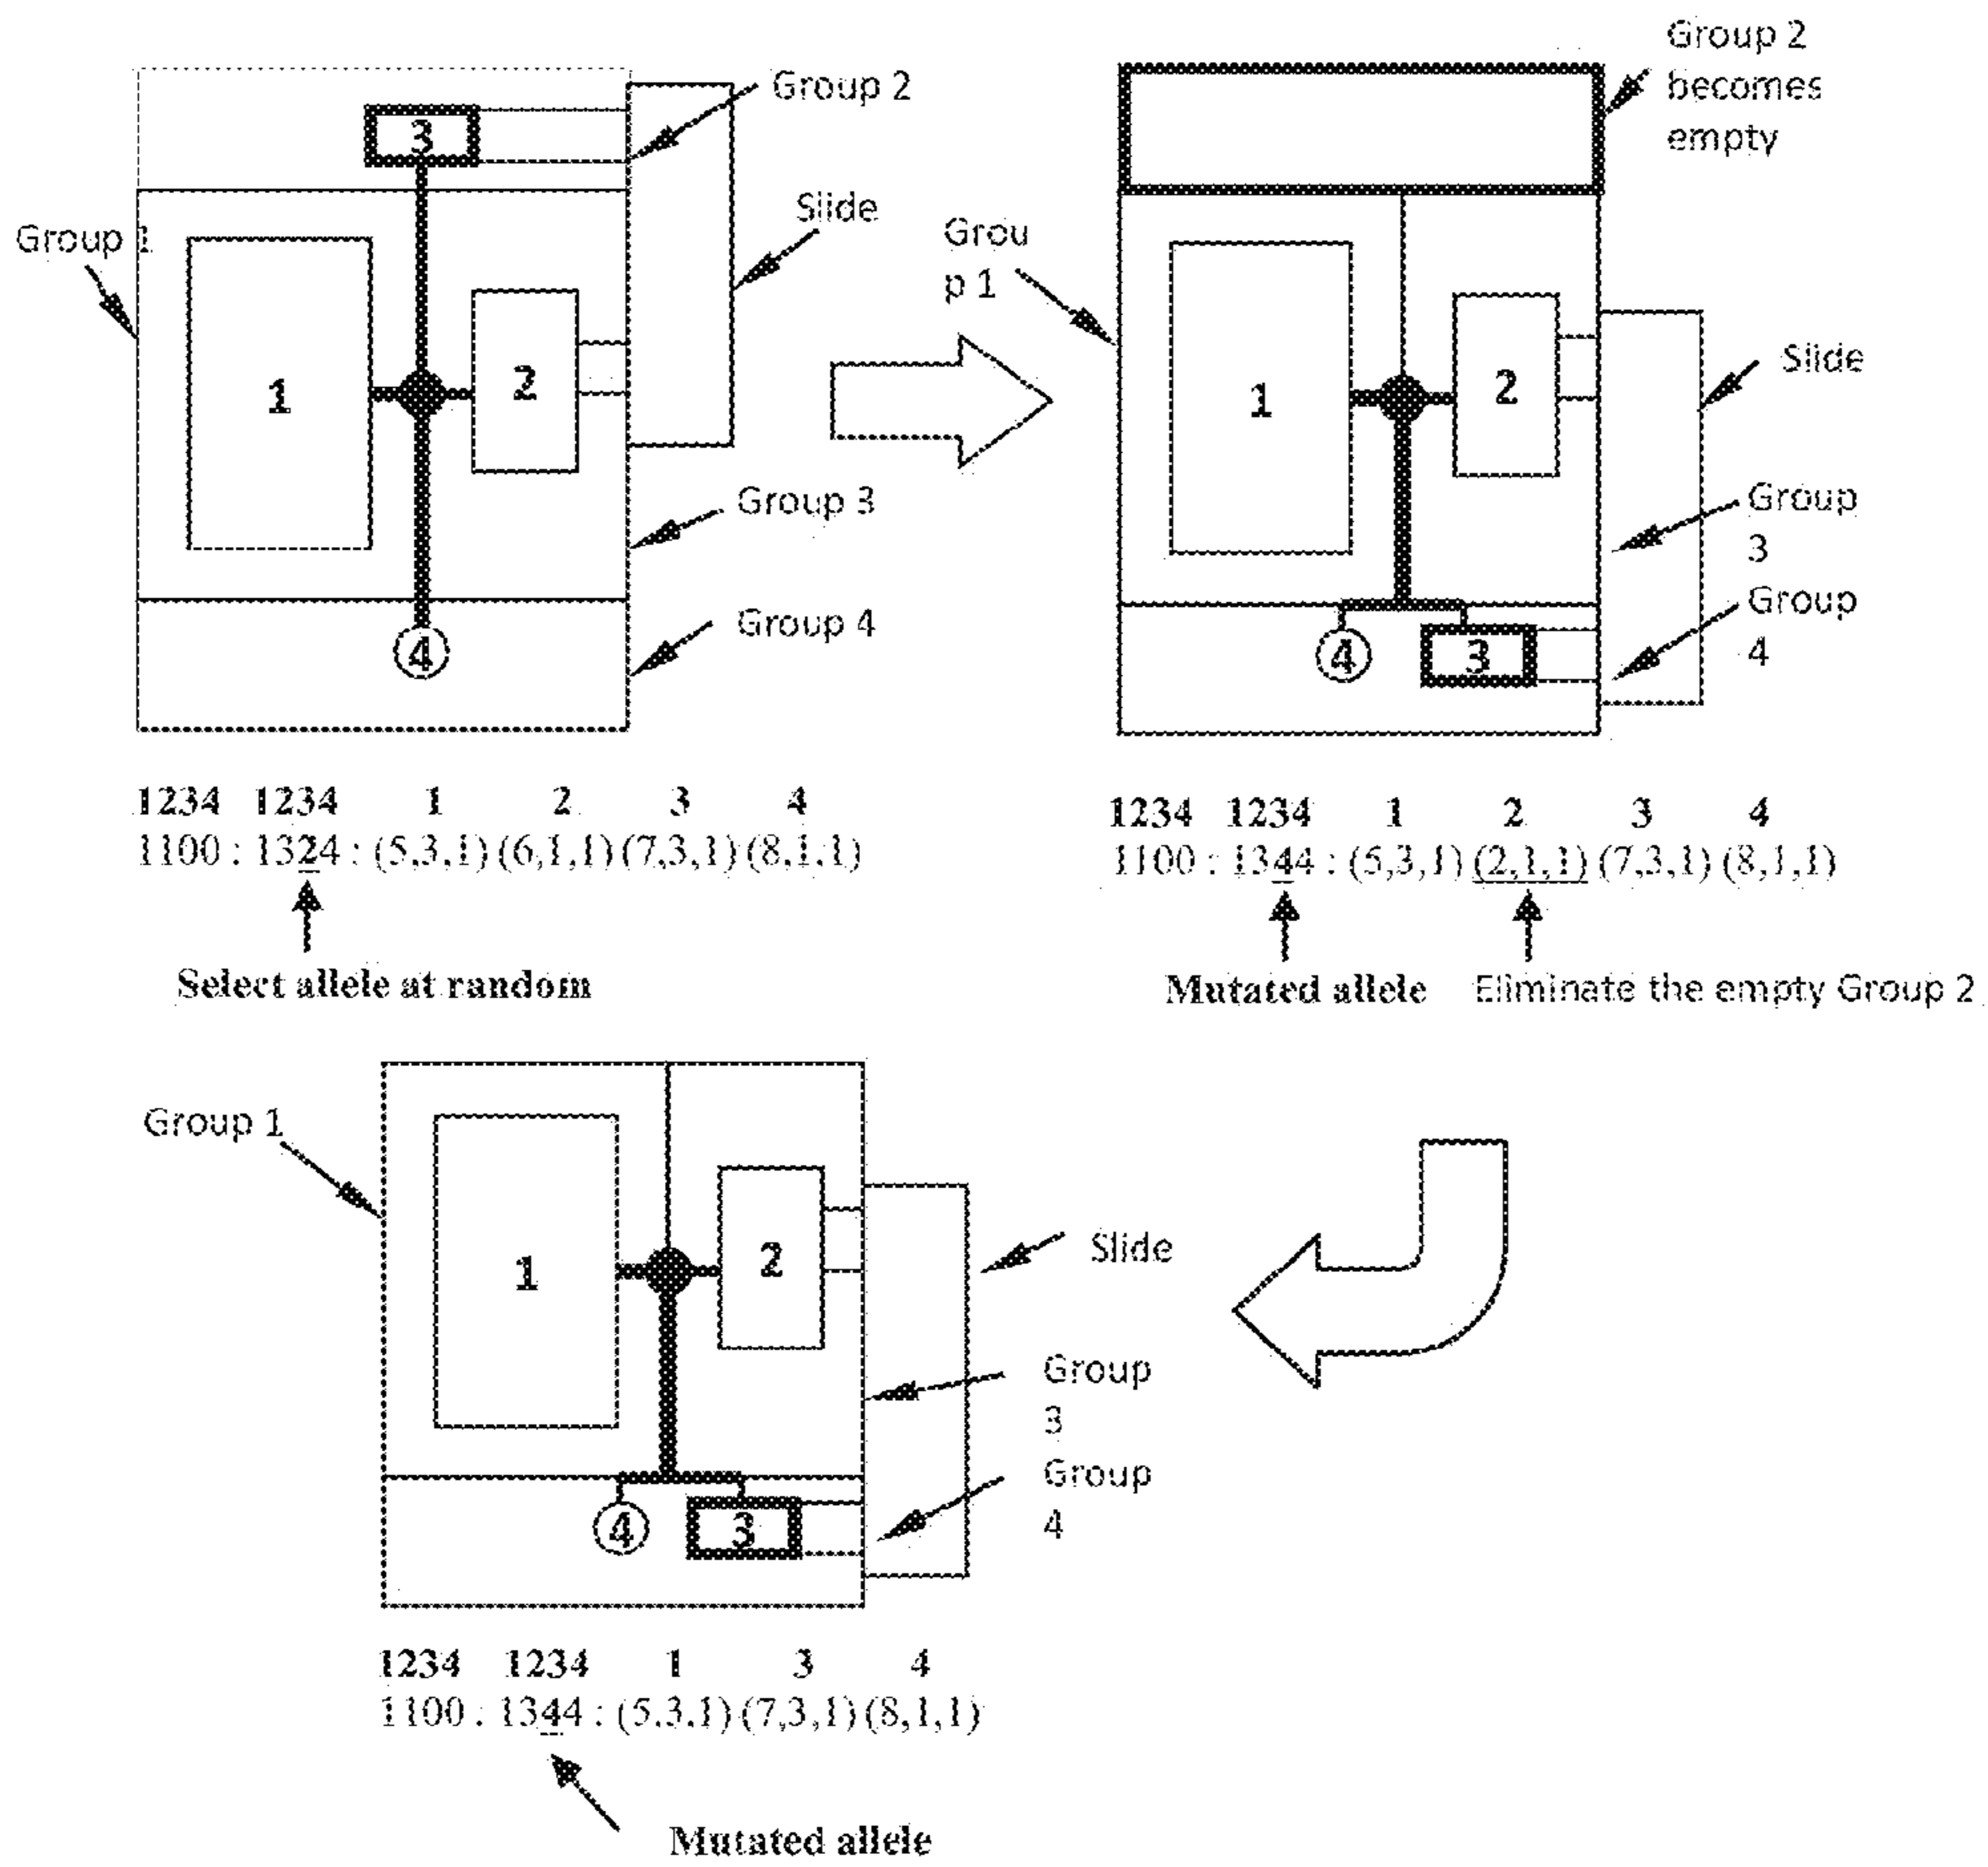 Group 2
3
Slide
Group 1
1
2
Group 3
Group 4
4
1234 1234 1 2 3 4
1100 : 1324 : (5,3,1) (6,1,1) (7,3,1) (8,1,1)
Select allele at random
Group 2
becomes
empty
Grou
p 1
1
2
Slide
Group
3
Group
4
4
3
1234 1234 1 2 3 4
1100 : 1344 : (5,3,1) (2,1,1) (7,3,1) (8,1,1)
Mutated allele
Eliminate the empty Group 2
Group 1
1
2
Slide
Group
3
Group
4
4
3
1234 1234 1 3 4
1100 : 1344 : (5,3,1) (7,3,1) (8,1,1)
Mutated allele